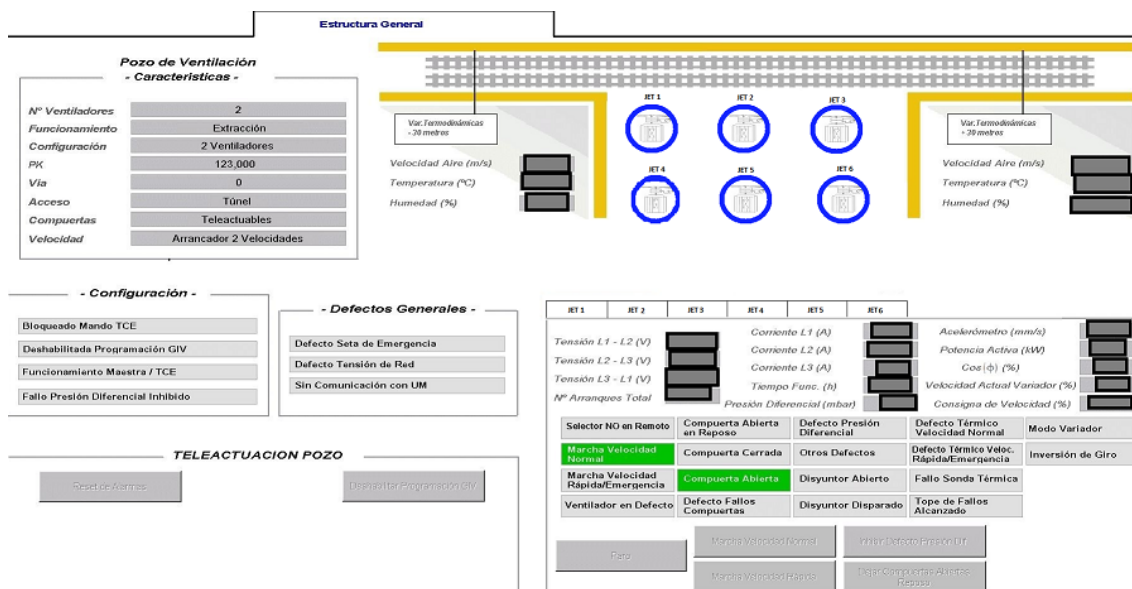 Estructura General
Pozo de Ventilación
- Caracteristicas -
Nº Ventiladores 2
Funcionamiento Extracción
Configuración 2 Ventiladores
PK 123,000
Via 0
Acceso Túnel
Compuertas Teleactuables
Velocidad Arrancador 2 Velocidades
Var.Termodinámicas
- 30 metros
Velocidad Aire (m/s)
Temperatura (ºC)
Humedad (%)
JET 1 JET 2 JET 3
JET 4 JET 5 JET 6
Var.Termodinámicas
- 30 metros
Velocidad Aire (m/s)
Temperatura (ºC)
Humedad (%)
- Configuración -
Bloqueado Mando TCE
Deshabilitada Programación GIV
Funcionamiento Maestra / TCE
Fallo Presión Diferencial Inhibido
- Defectos Generales -
Defecto Seta de Emergencia
Defecto Tensión de Red
Sin Comunicación con UM
TELEACTUACION POZO
Reset de Alarmas
Deshabilitar Programación GIV
JET 1 JET 2 JET 3 JET 4 JET 5 JET 6
Tensión L1 - L2 (V)
Tensión L2 - L3 (V)
Tensión L3 - L1 (V)
Nº Arranques Total
Corriente L1 (A)
Corriente L2 (A)
Corriente L3 (A)
Tiempo Func. (h)
Presión Diferencial (mbar)
Acelerómetro (mm/s)
Potencia Activa (kW)
Cos(ϕ) (%)
Velocidad Actual Variador (%)
Consigna de Velocidad (%)
Selector NO en Remoto
Compuerta Abierta
en Reposo
Defecto Presión
Diferencial
Defecto Térmico
Velocidad Normal
Modo Variador
Marcha Velocidad
Normal
Compuerta Cerrada
Otros Defectos
Defecto Térmico Veloc.
Rápida/Emergencia
Inversión de Giro
Marcha Velocidad
Rápida/Emergencia
Compuerta Abierta
Disyuntor Abierto
Fallo Sonda Térmica
Ventilador en Defecto
Defecto Fallos
Compuertas
Disyuntor Disparado
Tope de Fallos
Alcanzado
Paro
Marcha Velocidad Normal
Inhibir Defecto Presión Dif.
Marcha Velocidad Rápida
Dejar Compuertas Abiertas
Reposo